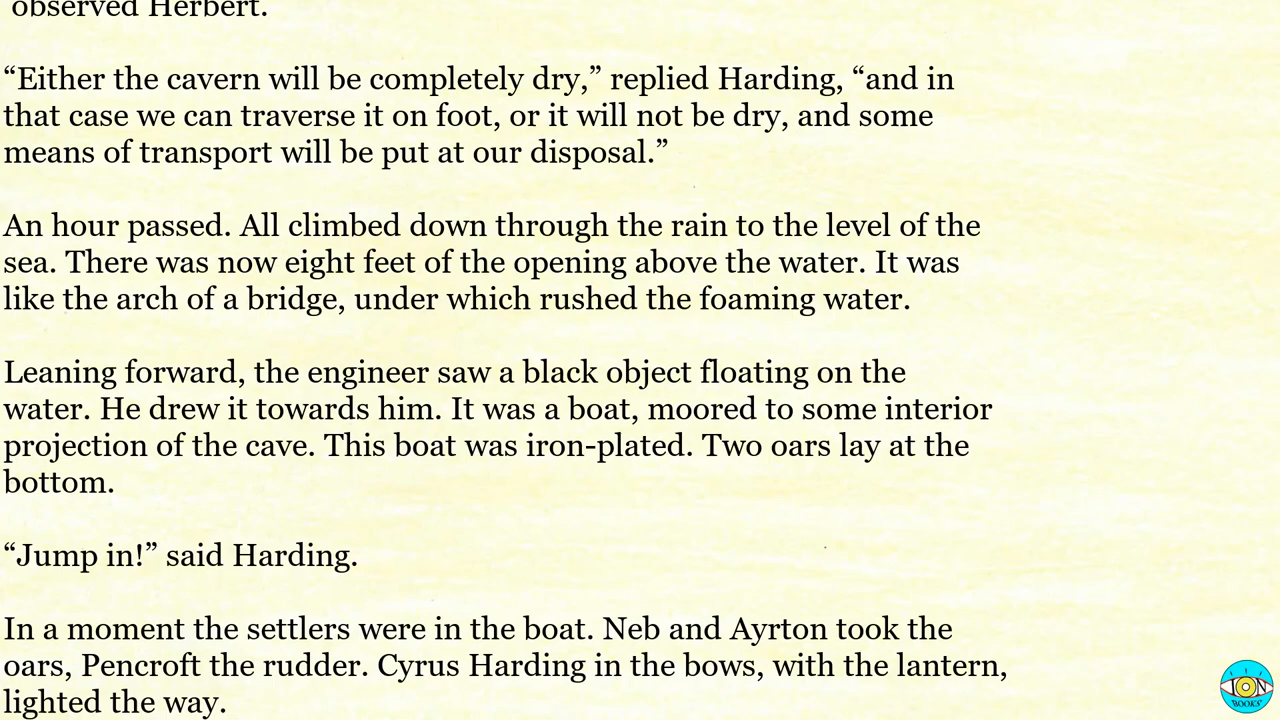 observed Herbert.
“Either the cavern will be completely dry,” replied Harding, “and in
that case we can traverse it on foot, or it will not be dry, and some
means of transport will be put at our disposal.”
An hour passed. All climbed down through the rain to the level of the
sea. There was now eight feet of the opening above the water. It was
like the arch of a bridge, under which rushed the foaming water.
Leaning forward, the engineer saw a black object floating on the
water. He drew it towards him. It was a boat, moored to some interior
projection of the cave. This boat was iron-plated. Two oars lay at the
bottom.
“Jump in!” said Harding.
In a moment the settlers were in the boat. Neb and Ayrton took the
oars, Pencroft the rudder. Cyrus Harding in the bows, with the lantern,
lighted the way.
ION
BOOKS